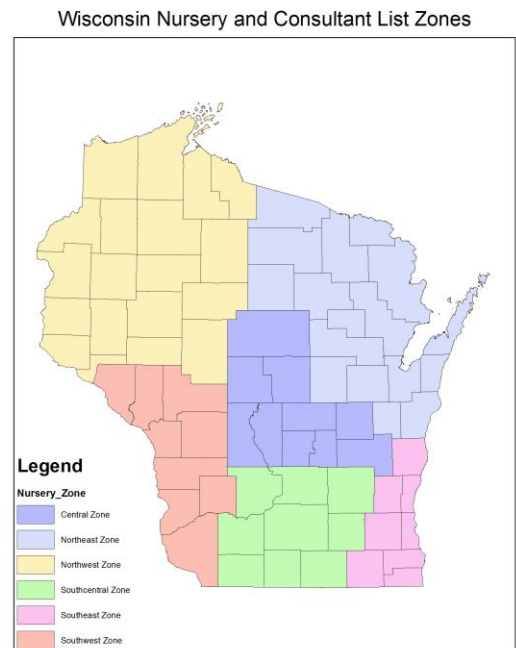 Wisconsin Nursery and Consultant List Zones
Legend
Nursery_Zone
Central Zone
Northeast Zone
Northwest Zone
Southcentral Zone
Southeast Zone
Southwest Zone